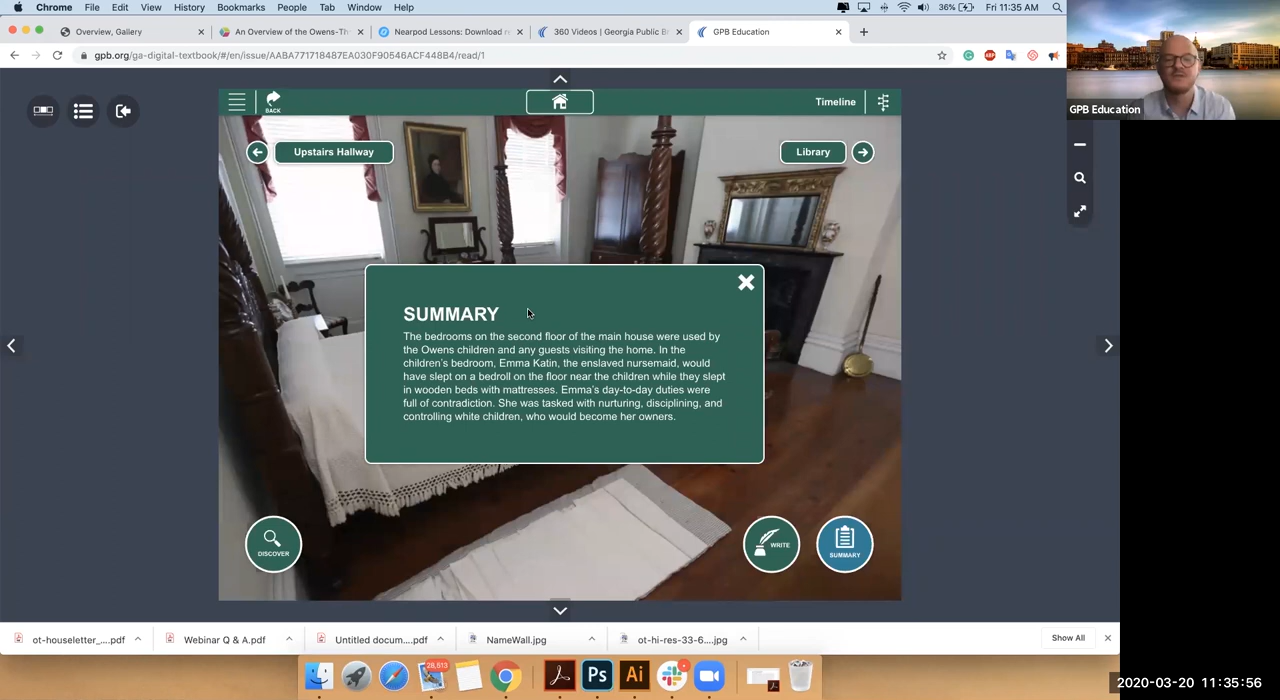 Chrome File Edit View History Bookmarks People Tab Window Help
36% Fri 11:35 AM
Overview, Gallery
An Overview of the Owens-Th
Nearpod Lessons: Download r
360 Videos | Georgia Public B
GPB Education
gpb.org/ga-digital-textbook/#/en/issue/AABA771718487EA030F90546ACF448B4/read/1
GPB Education
BACK
Timeline
Upstairs Hallway
Library
SUMMARY
The bedrooms on the second floor of the main house were used by
the Owens children and any guests visiting the home. In the
children's bedroom, Emma Katin, the enslaved nursemaid, would
have slept on a bedroll on the floor near the children while they slept
in wooden beds with mattresses. Emma's day-to-day duties were
full of contradiction. She was tasked with nurturing, disciplining, and
controlling white children, who would become her owners.
DISCOVER
WRITE
SUMMARY
ot-houseletter_....pdf
Webinar Q & A.pdf
Untitled docum....pdf
NameWall.jpg
ot-hi-res-33-6....jpg
Show All
28,513
Ps
Ai
2020-03-20 11:35:56